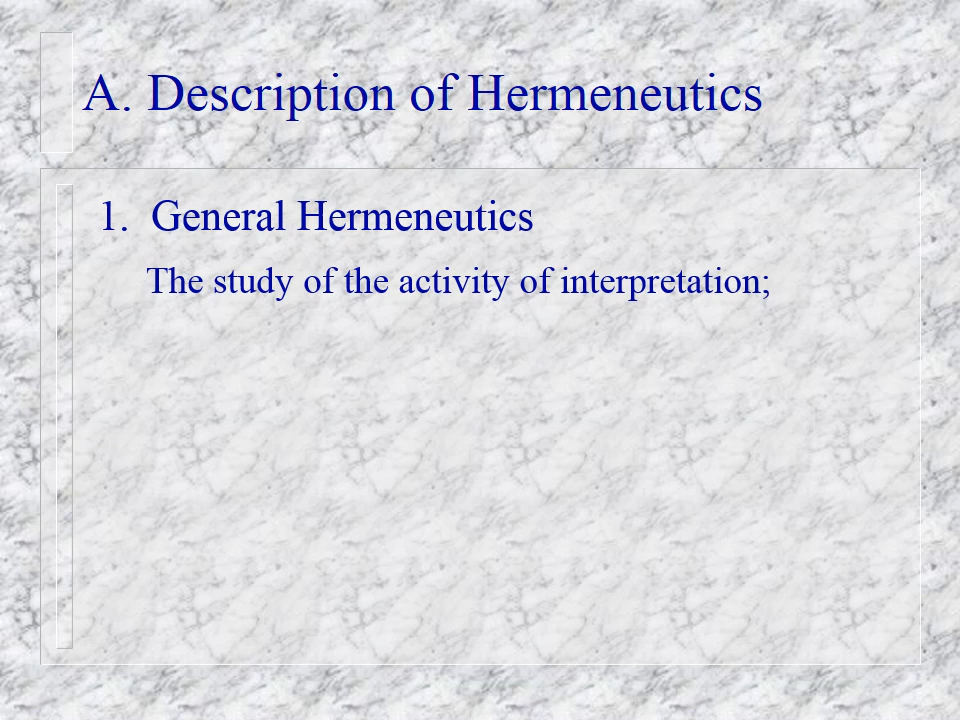 A. Description of Hermeneutics
1. General Hermeneutics
The study of the activity of interpretation;